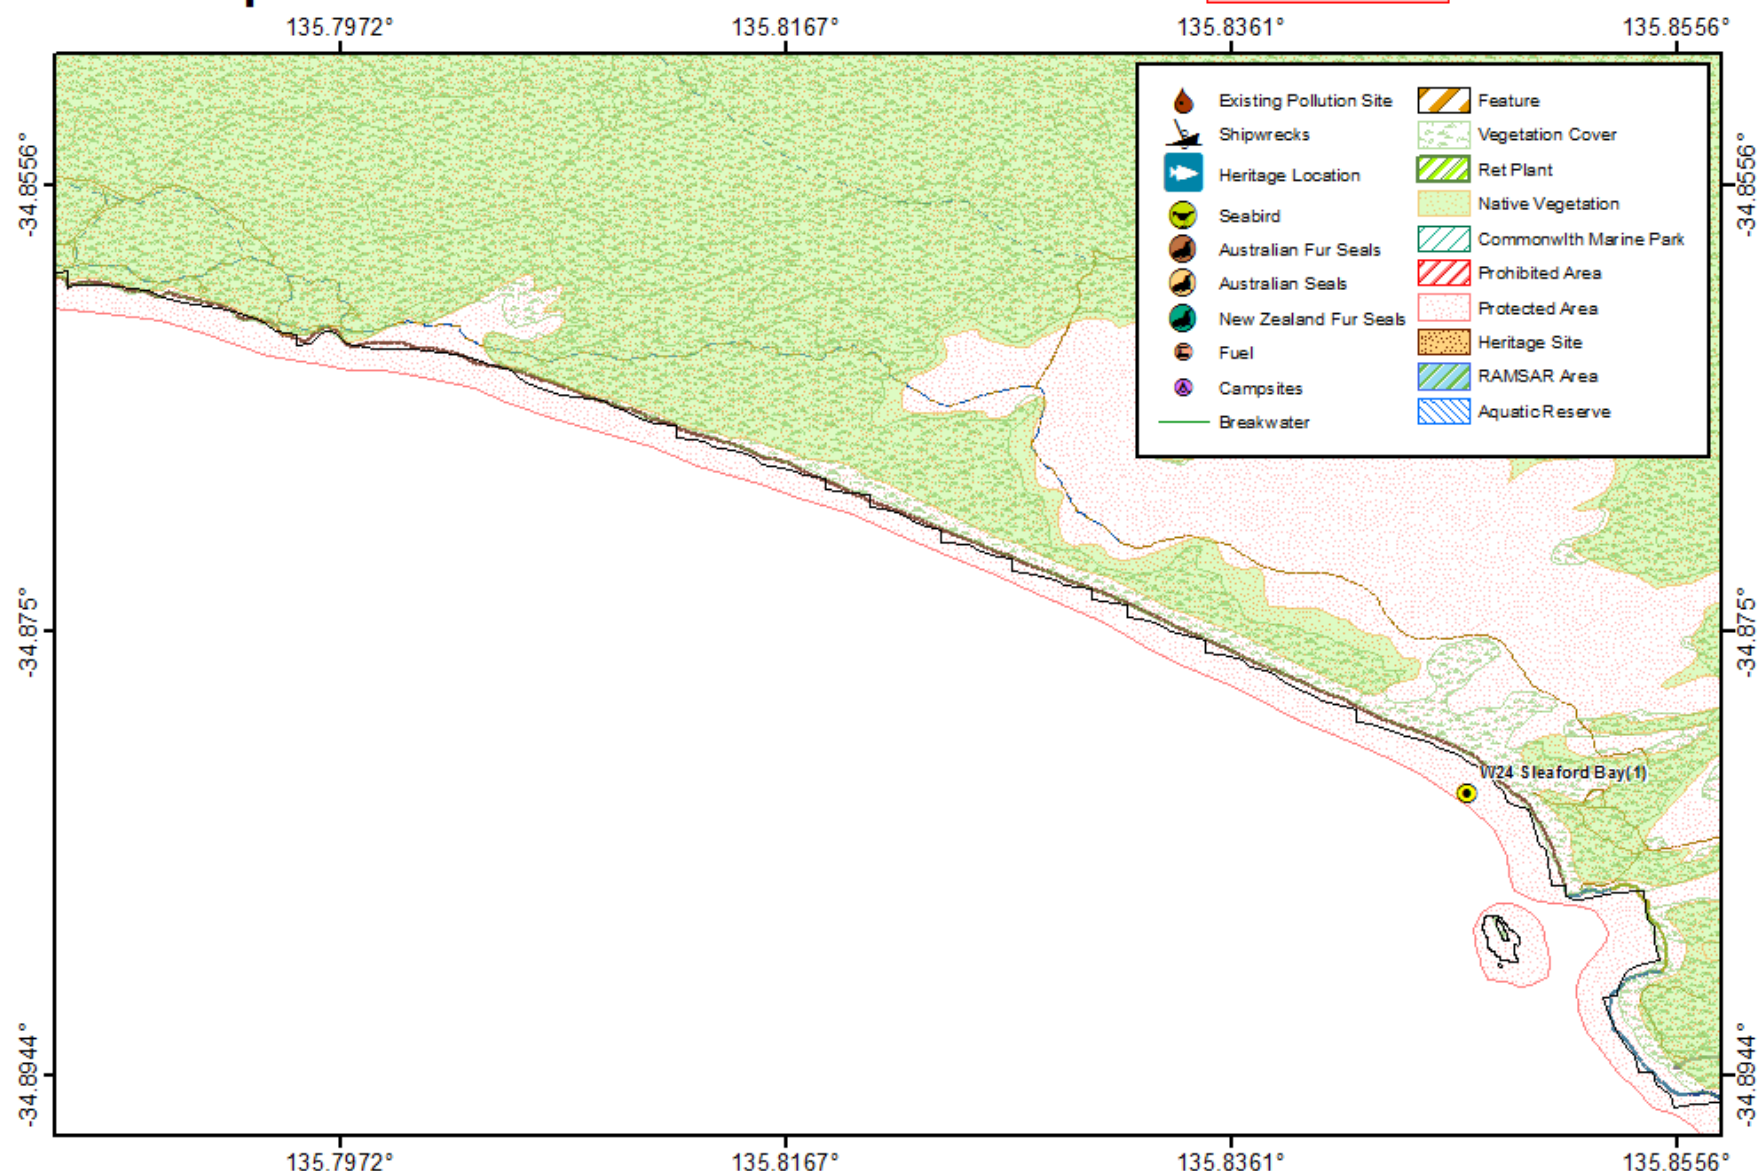 135.7972° 135.8167° 135.8361° 135.8556°
-34.8556° -34.8556°
-34.875° -34.875°
-34.8944° -34.8944°
Existing Pollution Site
Shipwrecks
Heritage Location
Seabird
Australian Fur Seals
Australian Seals
New Zealand Fur Seals
Fuel
Campsites
Breakwater
Feature
Vegetation Cover
Ret Plant
Native Vegetation
Commonwlth Marine Park
Prohibited Area
Protected Area
Heritage Site
RAMSAR Area
Aquatic Reserve
W24 Sleaford Bay(1)
135.7972° 135.8167° 135.8361° 135.8556°